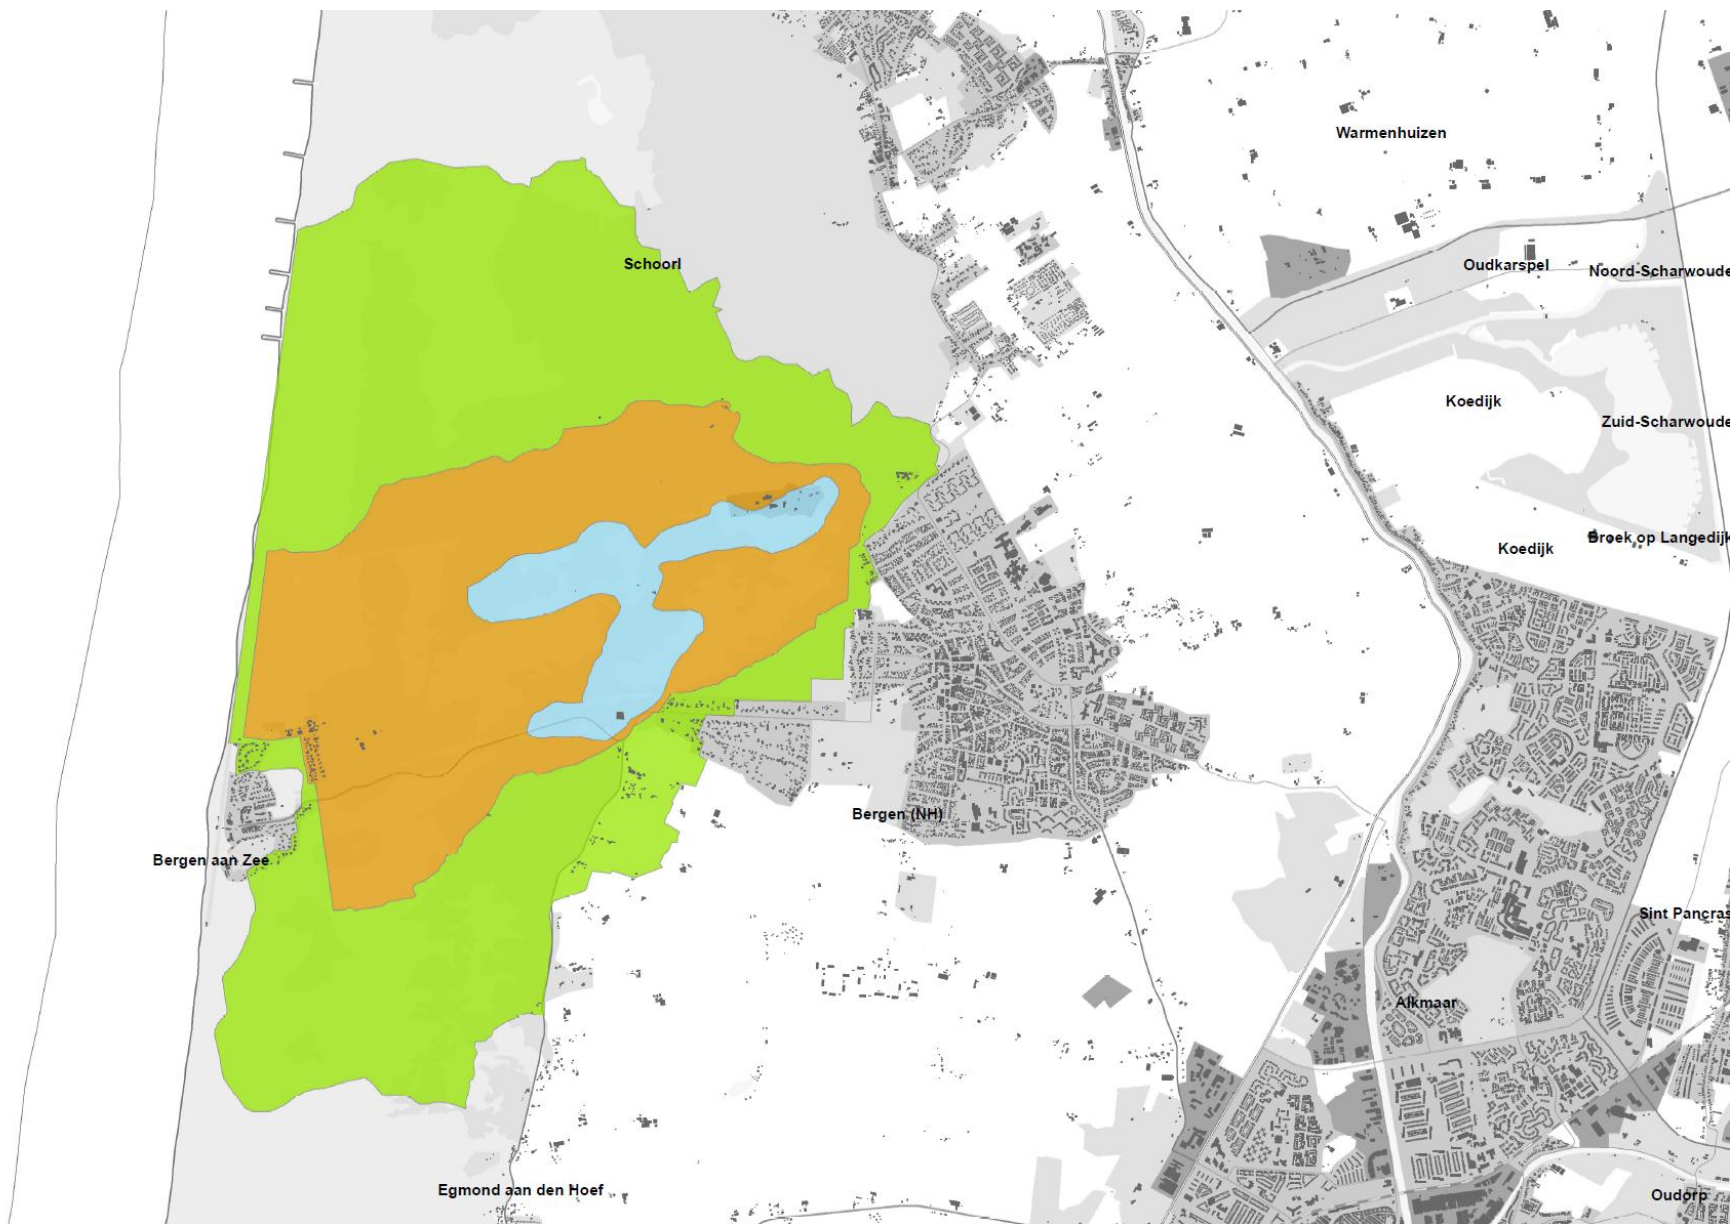 Warmenhuizen
Schoorl
Oudkarspel
Noord-Scharwoude
Koedijk
Zuid-Scharwoude
Broek op Langedijk
Koedijk
Bergen (NH)
Bergen aan Zee
Sint Pancras
Alkmaar
Egmond aan den Hoef
Oudorp